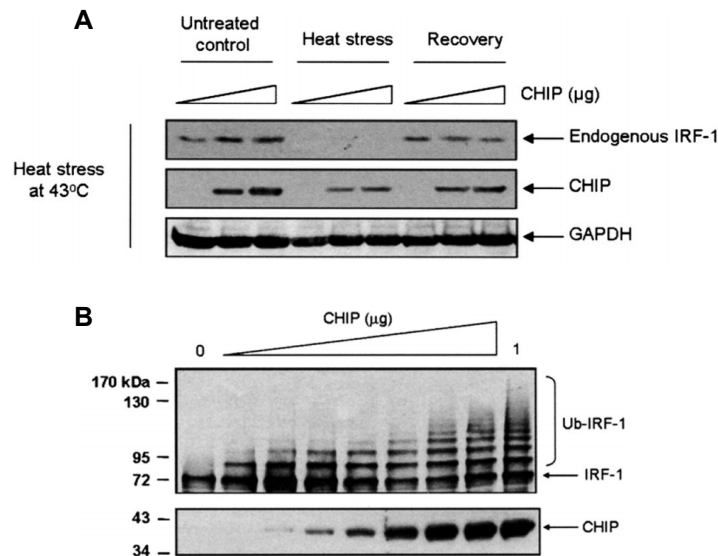 A
Untreated
control
Heat stress
Recovery
CHIP (µg)
Heat stress
at 43°C
Endogenous IRF-1
CHIP
GAPDH
B
CHIP (µg)
0
1
170 kDa
130
95
72
Ub-IRF-1
IRF-1
43
34
CHIP